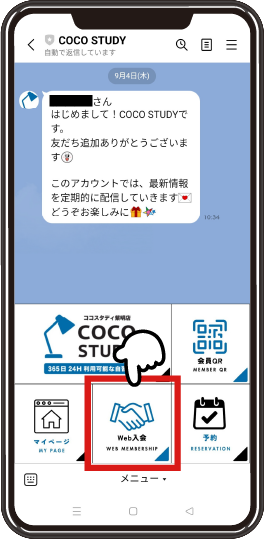 COCO STUDY
自動で返信しています
9月4日(木)
さん
はじめまして！COCO STUDYで
す。
友だち追加ありがとうございま
す
このアカウントでは、最新情報
を定期的に配信していきます
どうぞお楽しみに
10:34
ココスタディ紫明店
COCO
STU
365日 24H 利用可能な自習
会員QR
MEMBER QR
マイページ
MY PAGE
Web入会
WEB MEMBERSHIP
予約
RESERVATION
メニュー